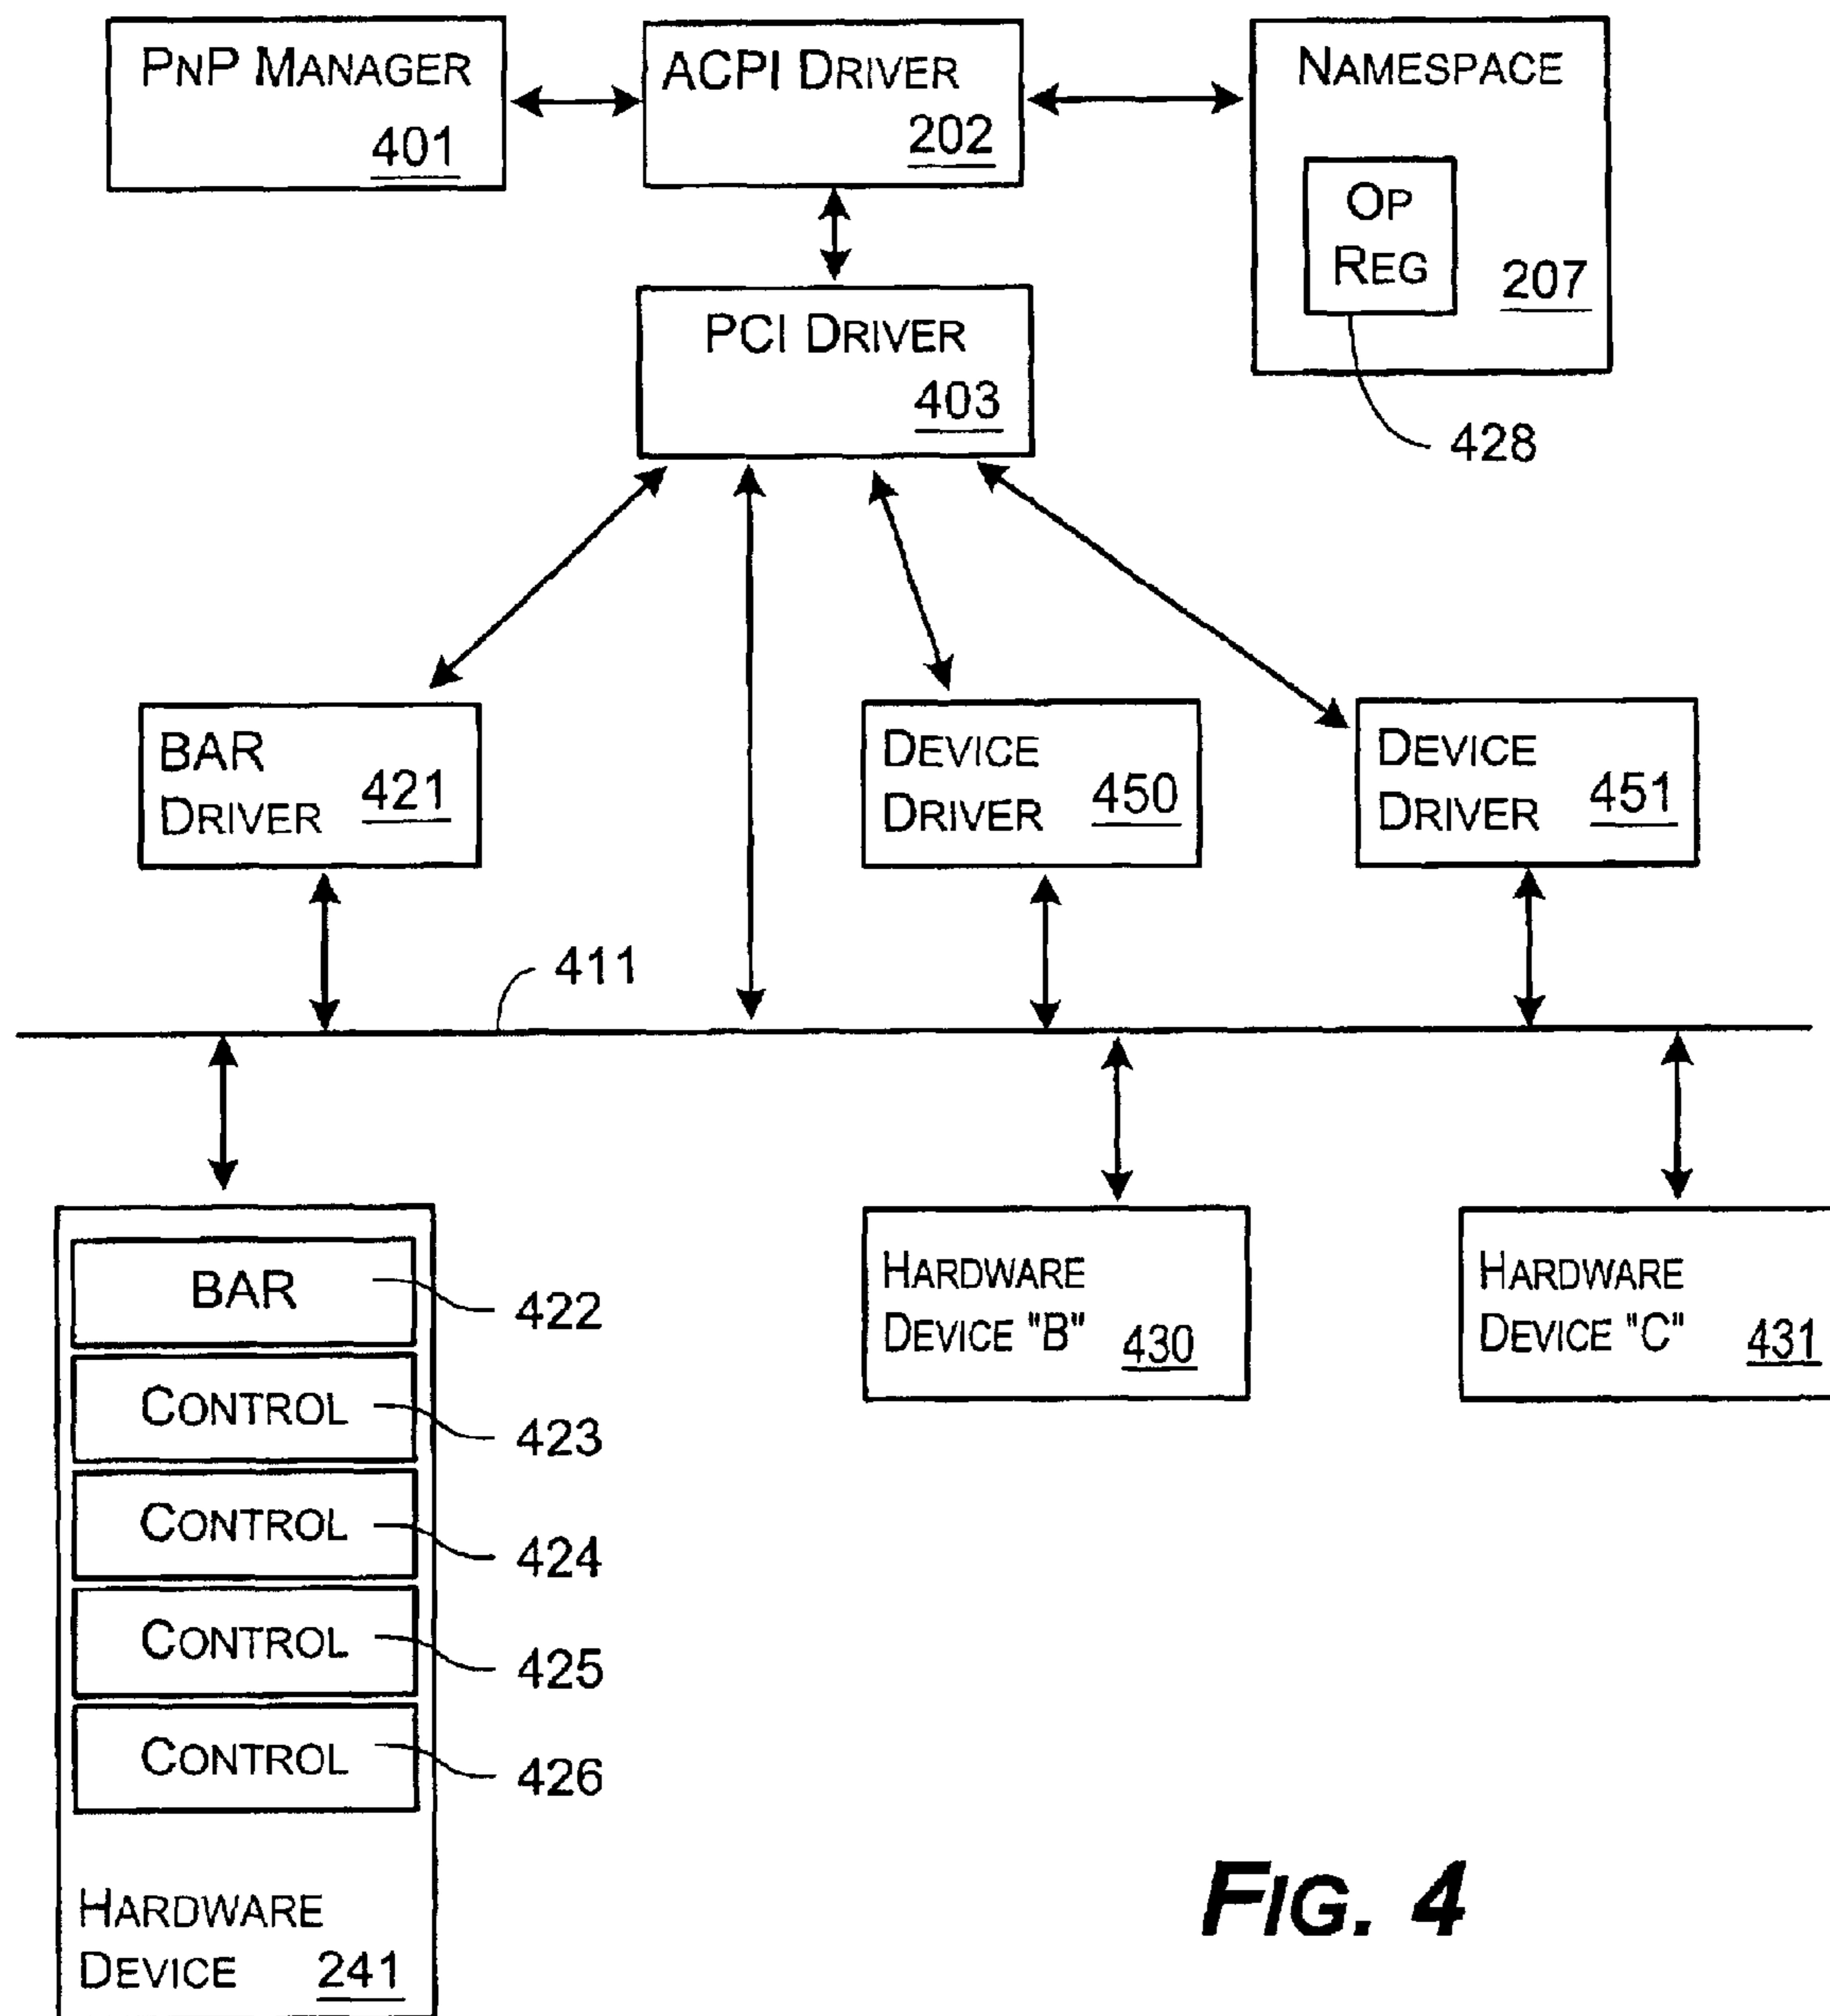 PNP MANAGER
401
ACPI DRIVER
202
NAMESPACE
OP
REG
207
428
PCI DRIVER
403
BAR
DRIVER
421
DEVICE
DRIVER
450
DEVICE
DRIVER
451
411
BAR
422
CONTROL
423
CONTROL
424
CONTROL
425
CONTROL
426
HARDWARE
DEVICE
241
HARDWARE
DEVICE "B"
430
HARDWARE
DEVICE "C"
431
FIG. 4